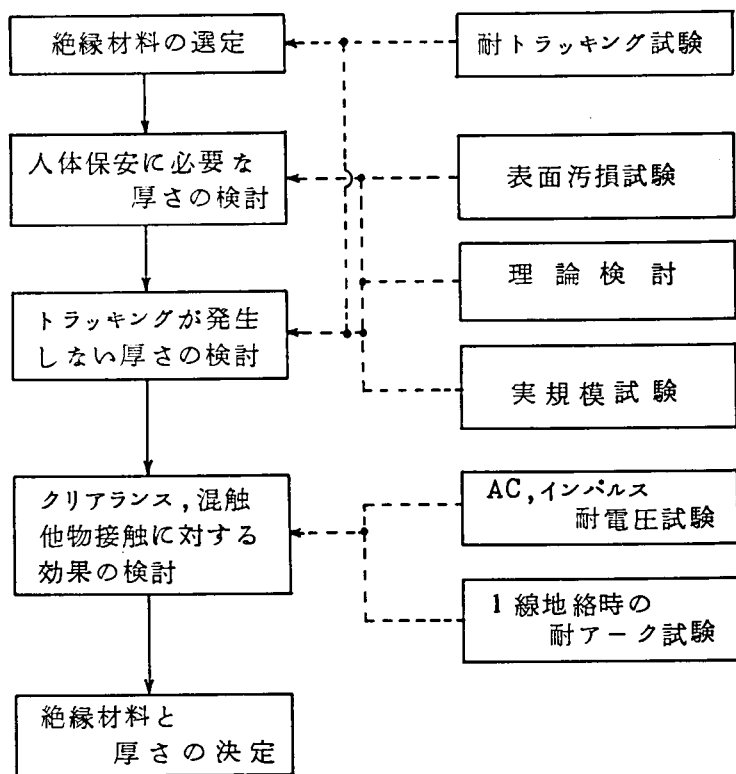 絶縁材料の選定
耐トラッキング試験
人体保安に必要な
厚さの検討
表面汚損試験
理論検討
トラッキングが発生
しない厚さの検討
実規模試験
クリアランス,混触
他物接触に対する
効果の検討
AC,インパルス
耐電圧試験
1線地絡時の
耐アーク試験
絶縁材料と
厚さの決定